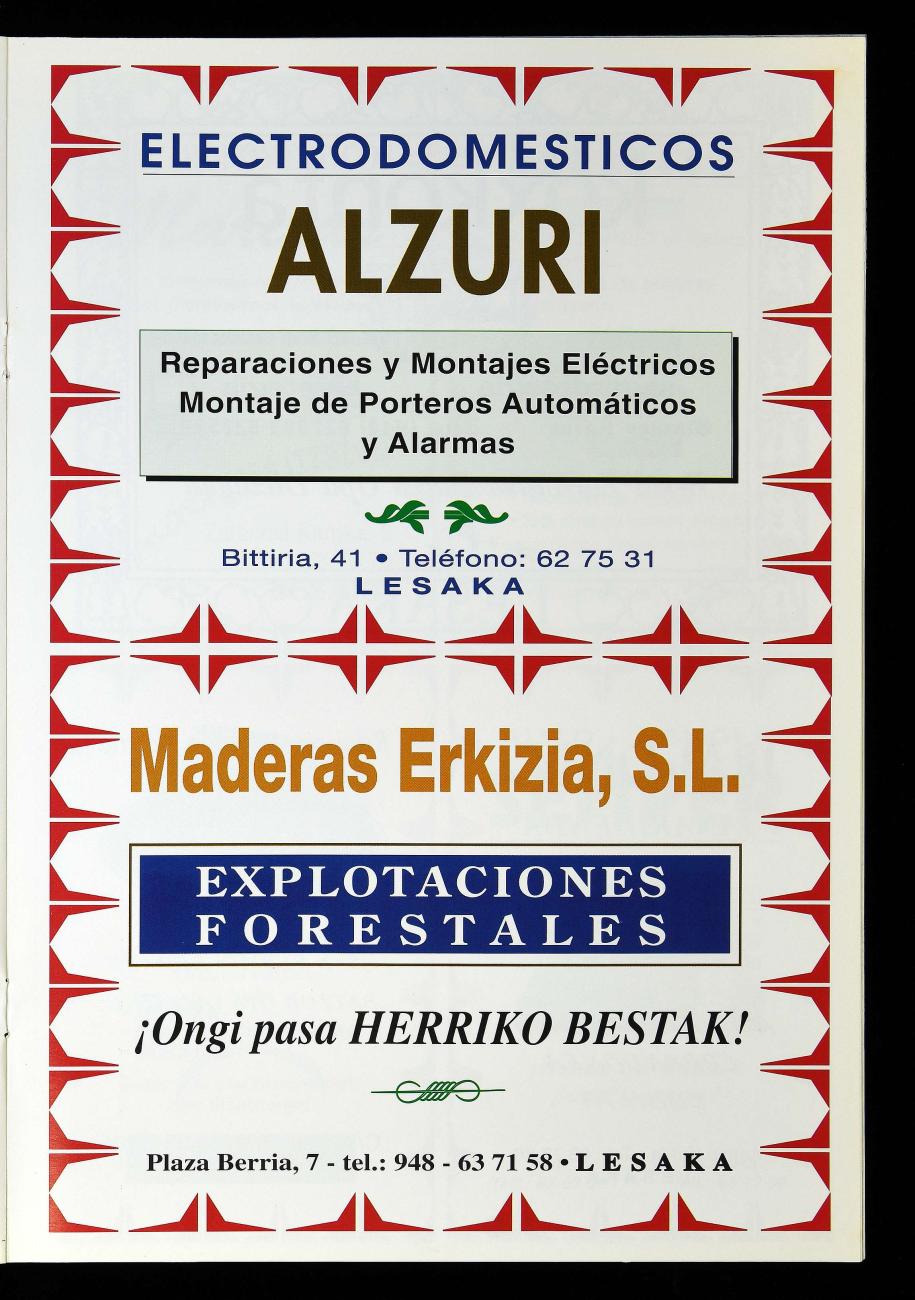 ELECTRODOMESTICOS
ALZURI
Reparaciones y Montajes Eléctricos
Montaje de Porteros Automáticos
y Alarmas
Bittiria, 41 • Teléfono: 62 75 31
LESAKA
Maderas Erkizia, S.L.
EXPLOTACIONES
FORESTALES
¡Ongi pasa HERRIKO BESTAK!
Plaza Berria, 7 - tel.: 948 - 63 71 58 • LESAKA